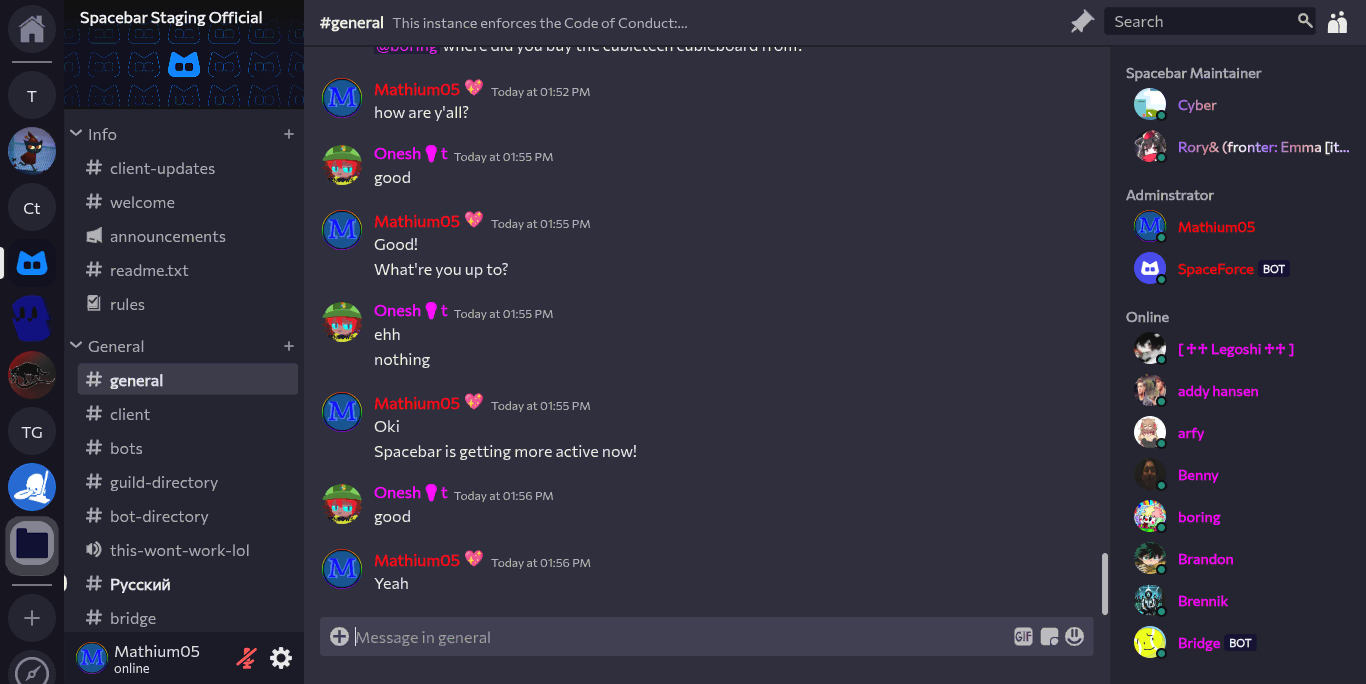 Spacebar Staging Official
T
Ct
TG
Info
client-updates
welcome
announcements
readme.txt
rules
General
general
client
bots
guild-directory
bot-directory
this-wont-work-lol
Русский
bridge
Mathium05
online
#general This instance enforces the Code of Conduct:...
Search
@boring where did you buy the cubietech cubieboard from?
Mathium05 💖 Today at 01:52 PM
how are y'all?
Onesh t Today at 01:55 PM
good
Mathium05 💖 Today at 01:55 PM
Good!
What're you up to?
Onesh t Today at 01:55 PM
ehh
nothing
Mathium05 💖 Today at 01:55 PM
Oki
Spacebar is getting more active now!
Onesh t Today at 01:56 PM
good
Mathium05 💖 Today at 01:56 PM
Yeah
Message in general
GIF
Spacebar Maintainer
Cyber
Rory& (fronter: Emma [it...
Adminstrator
Mathium05
SpaceForce BOT
Online
[ ♱♱ Legoshi ♱♱ ]
addy hansen
arfy
Benny
boring
Brandon
Brennik
Bridge BOT